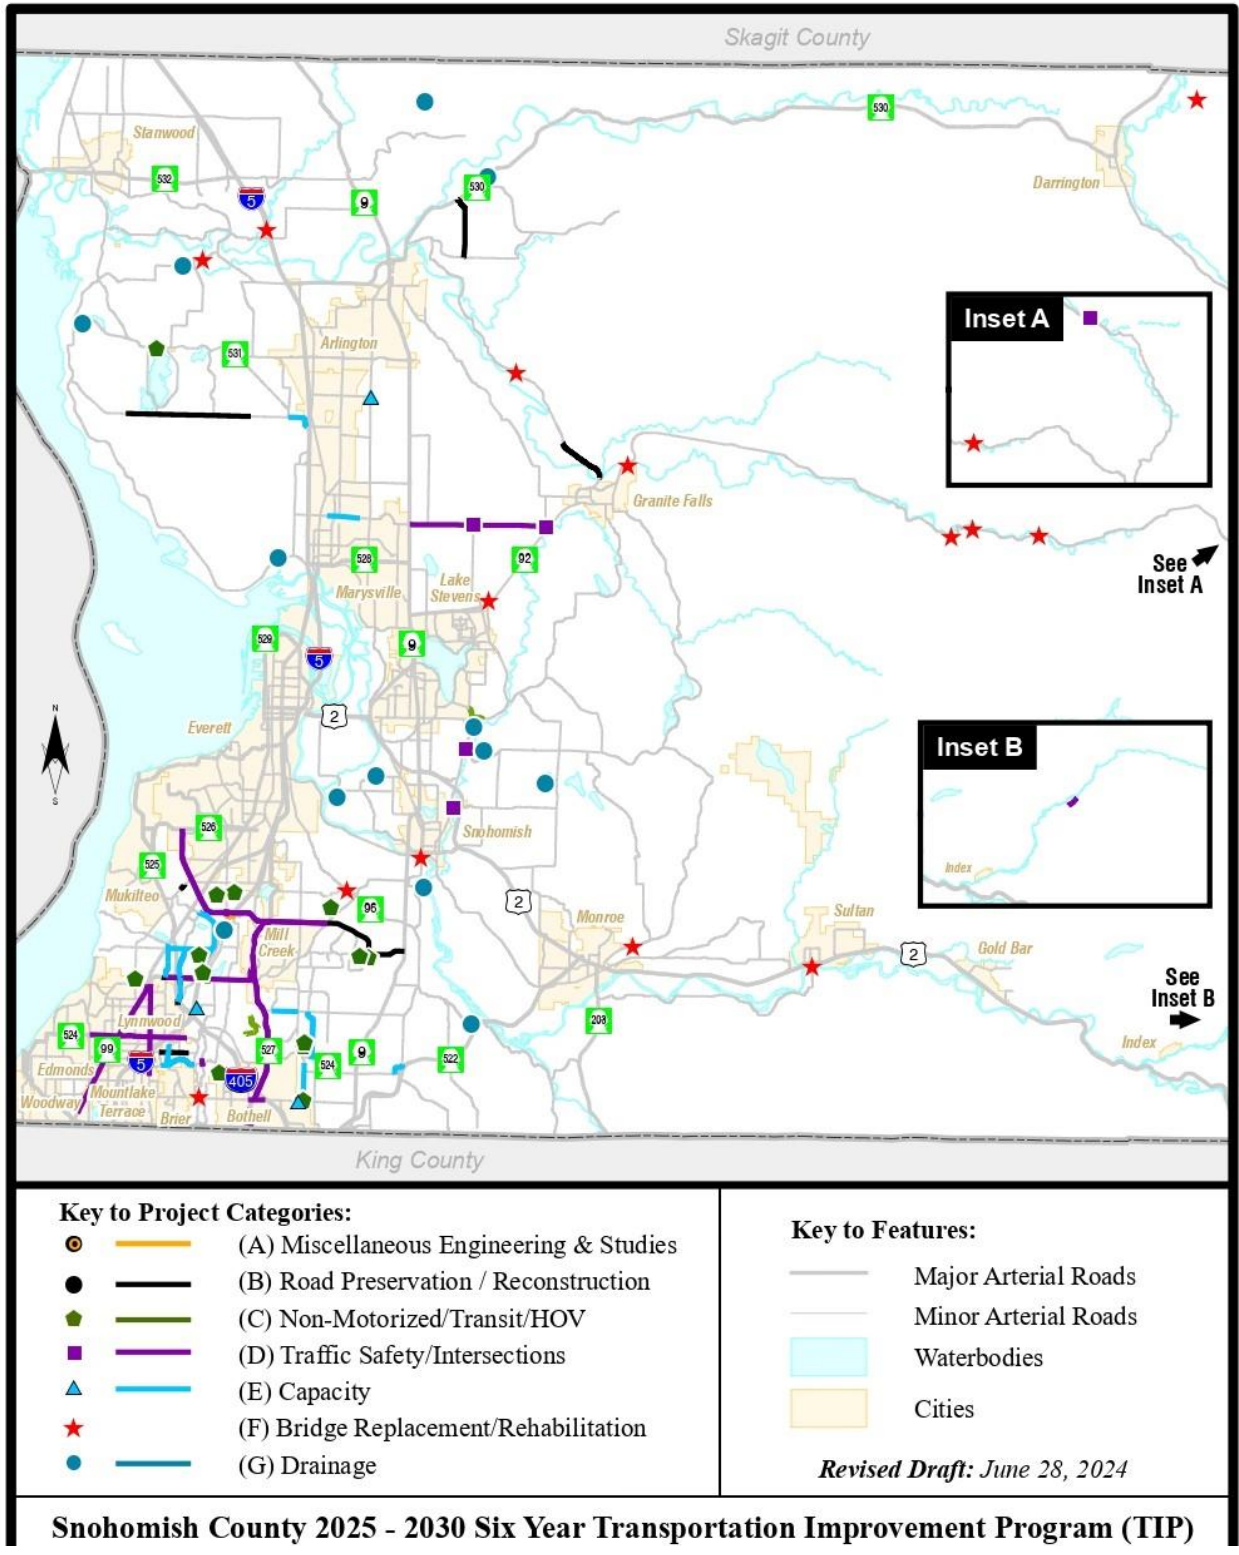 Skagit County
530
Stanwood
532
5
9
530
Darrington
Inset A
531
Arlington
Granite Falls
528
92
See
Inset A
Lake
Stevens
Marysville
529
9
5
N
S
2
Everett
Inset B
Index
526
Snohomish
525
Mukilteo
96
2
Monroe
Sultan
Mill
Creek
2
Gold Bar
See
Inset B
Lynnwood
203
524
99
5
527
9
524
522
Index
Edmonds
405
Woodway
Mountlake
Terrace
Brier
Bothell
King County
Key to Project Categories:
(A) Miscellaneous Engineering & Studies
(B) Road Preservation / Reconstruction
(C) Non-Motorized/Transit/HOV
(D) Traffic Safety/Intersections
(E) Capacity
(F) Bridge Replacement/Rehabilitation
(G) Drainage
Key to Features:
Major Arterial Roads
Minor Arterial Roads
Waterbodies
Cities
Revised Draft: June 28, 2024
Snohomish County 2025 - 2030 Six Year Transportation Improvement Program (TIP)